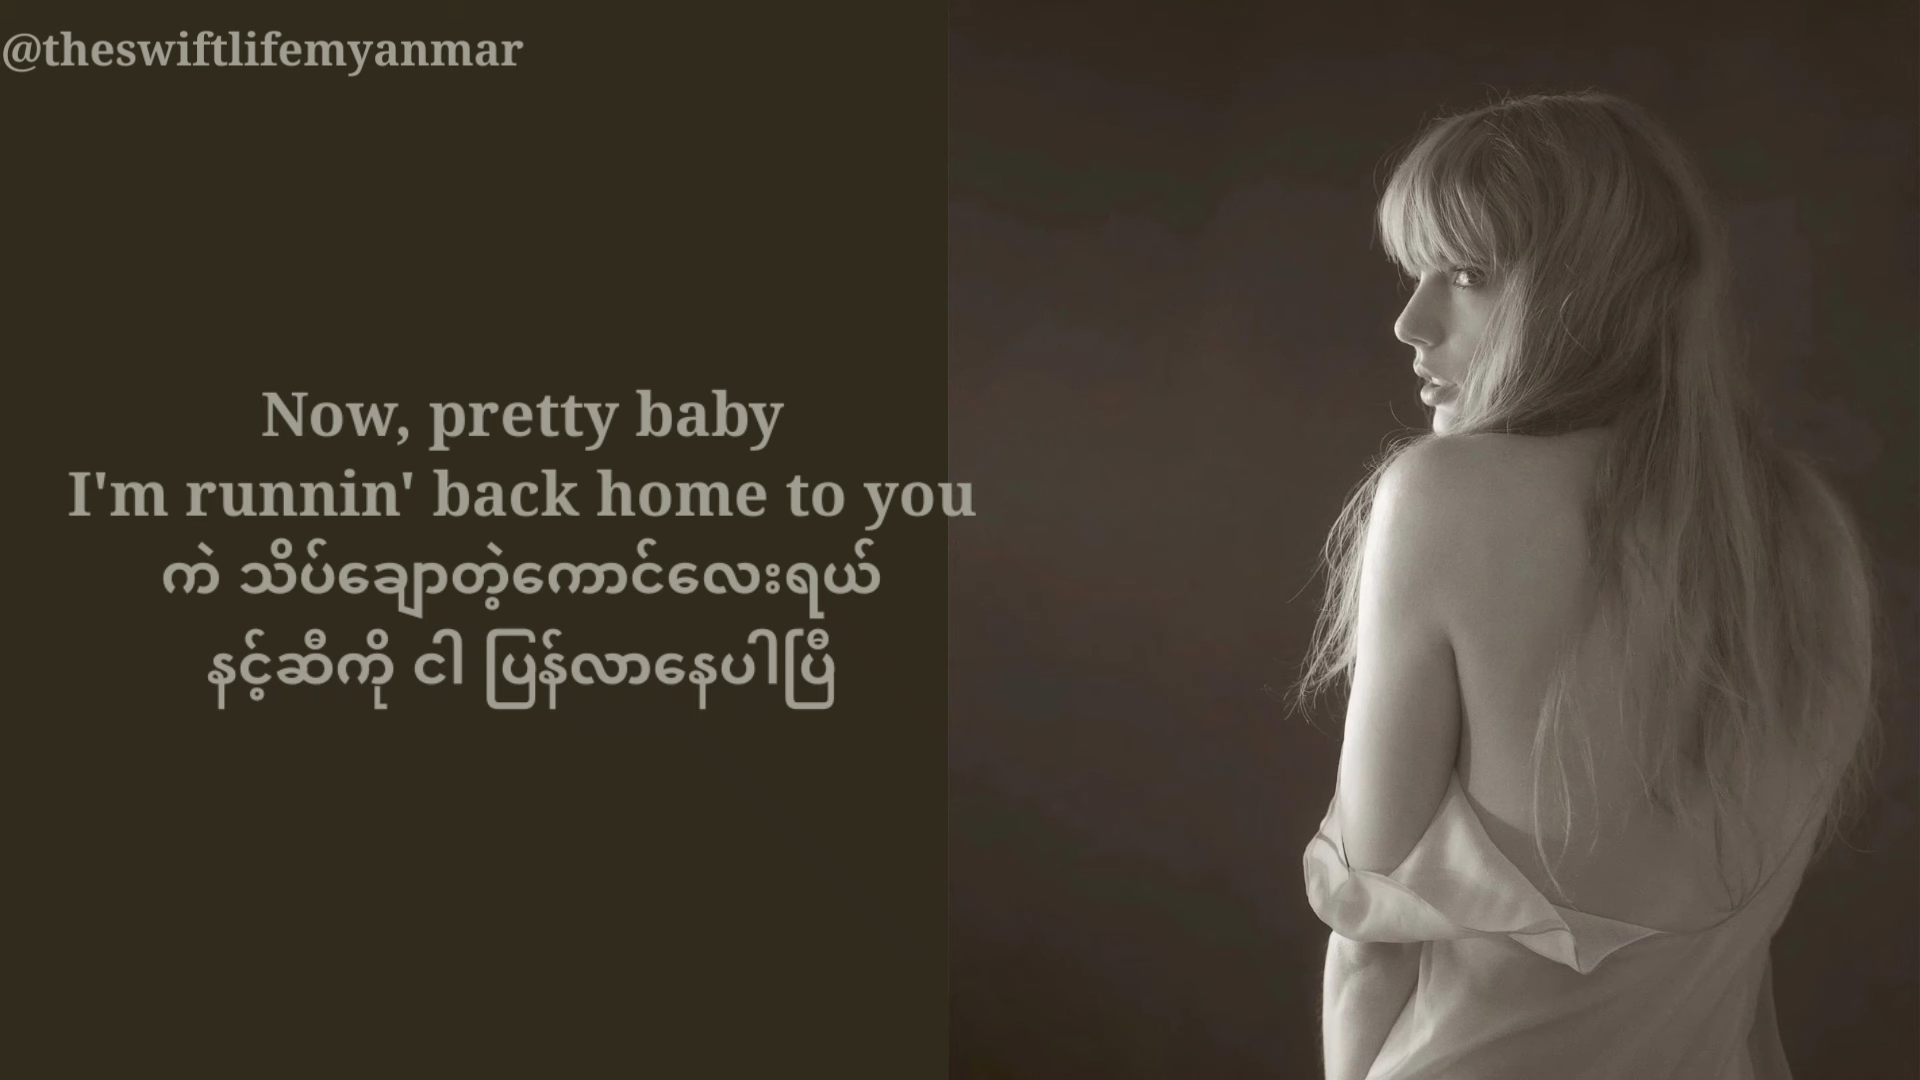 @theswiftlifemyanmar
Now, pretty baby
I'm runnin' back home to you
ကဲ သိပ်ချောတဲ့ကောင်လေးရယ်
နင့်ဆီကို ငါ ပြန်လာနေပါပြီ